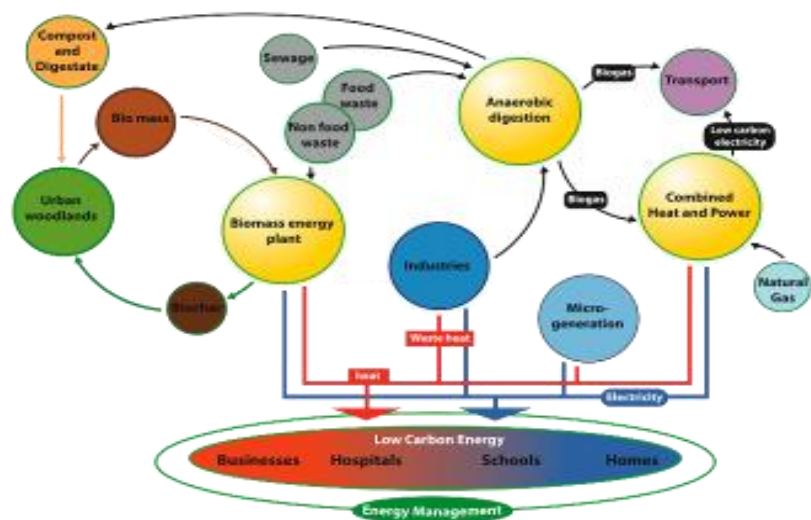 Compost
and
Digestate
Sewage
Food
waste
Non food
waste
Anaerobic
digestion
Biogas
Transport
Low carbon
electricity
Bio mass
Urban
woodlands
Biomass energy
plant
Biogas
Combined
Heat and Power
Industries
Natural
Gas
Biochar
Micro-
generation
Waste heat
heat
Electricity
Low Carbon Energy
Businesses Hospitals Schools Homes
Energy Management